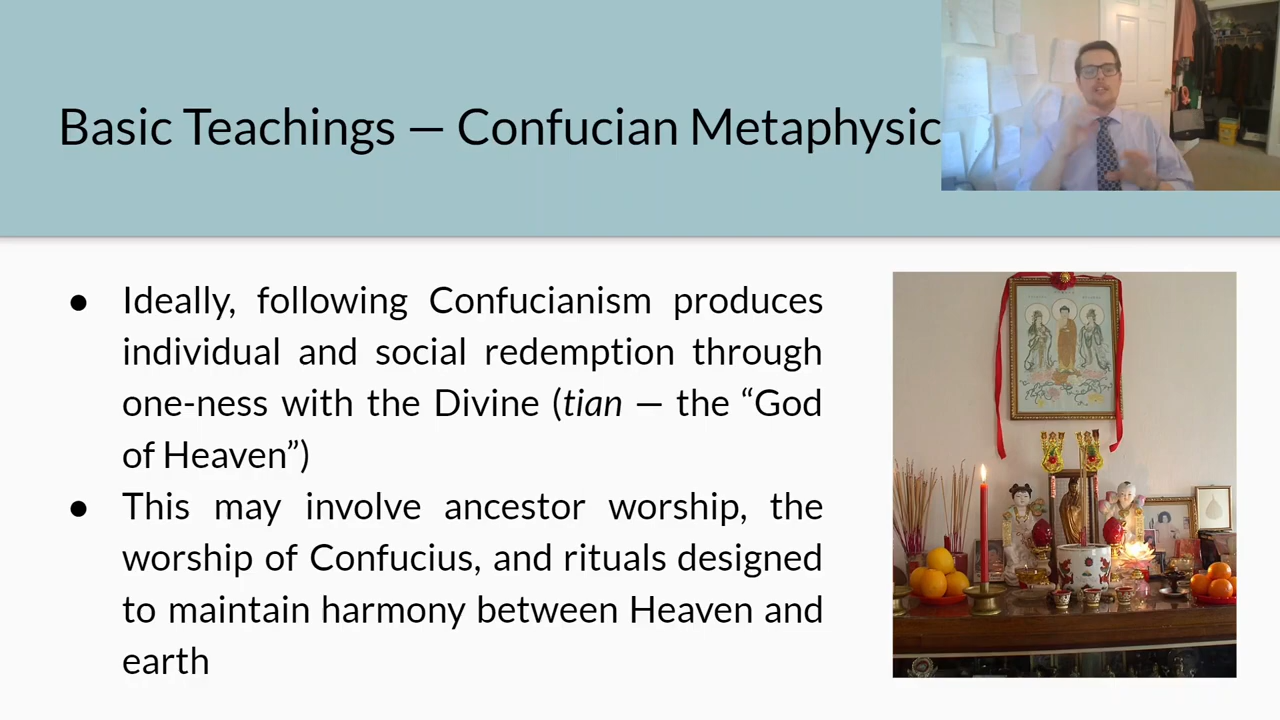 Basic Teachings — Confucian Metaphysic
● Ideally, following Confucianism produces
individual and social redemption through
one-ness with the Divine (tian — the “God
of Heaven”)
● This may involve ancestor worship, the
worship of Confucius, and rituals designed
to maintain harmony between Heaven and
earth